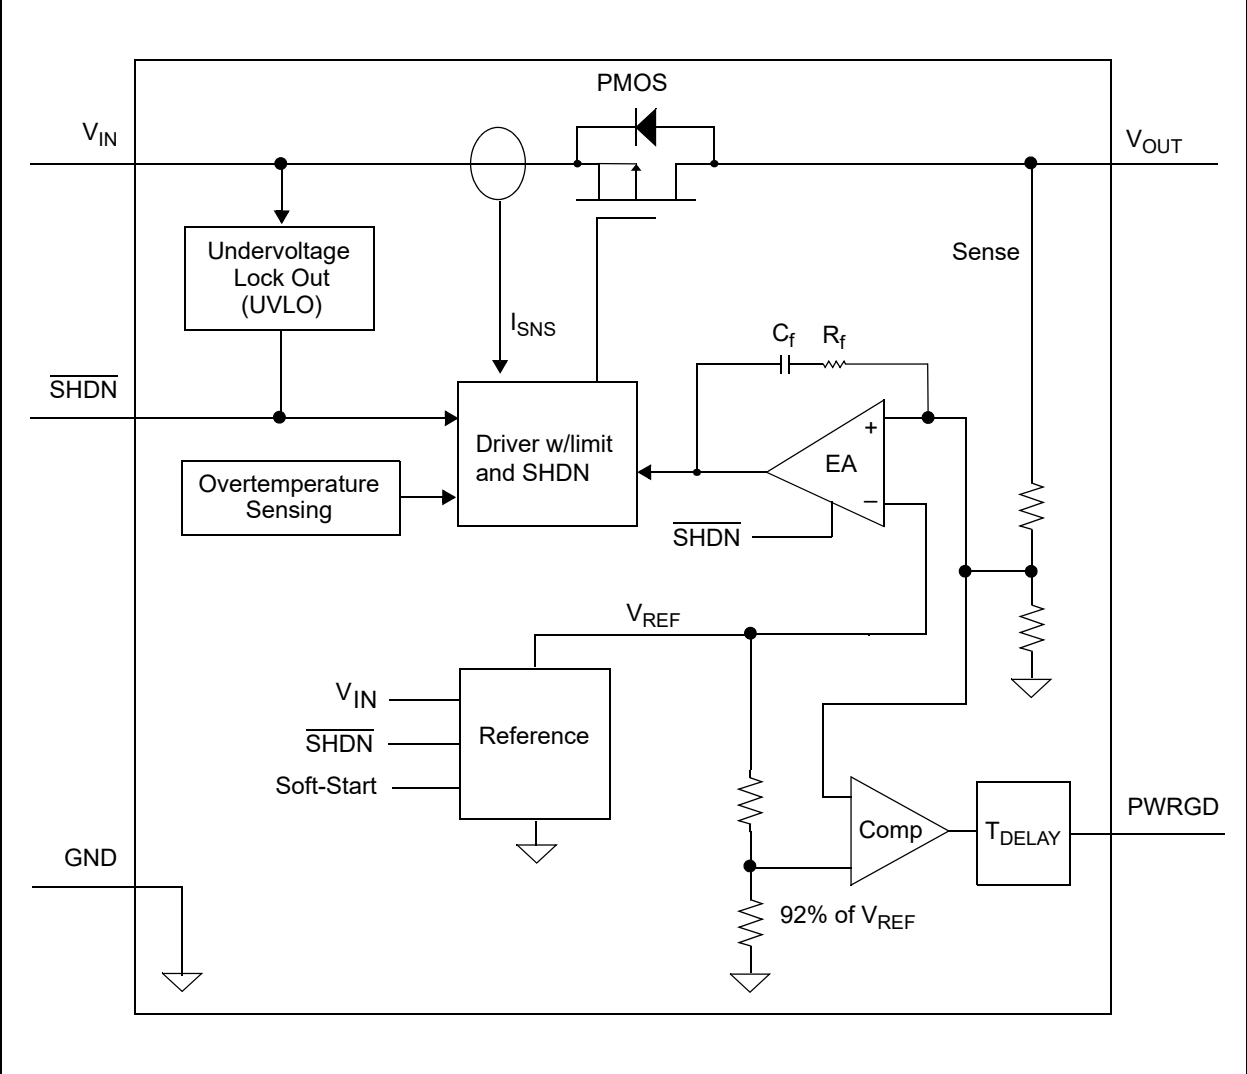 PMOS
VIN
VOUT
Undervoltage
Lock Out
(UVLO)
Sense
ISNS
Cf Rf
SHDN
Driver w/limit
and SHDN
+
EA
−
Overtemperature
Sensing
SHDN
VREF
VIN
SHDN
Soft-Start
Reference
Comp
TDELAY
PWRGD
GND
92% of VREF